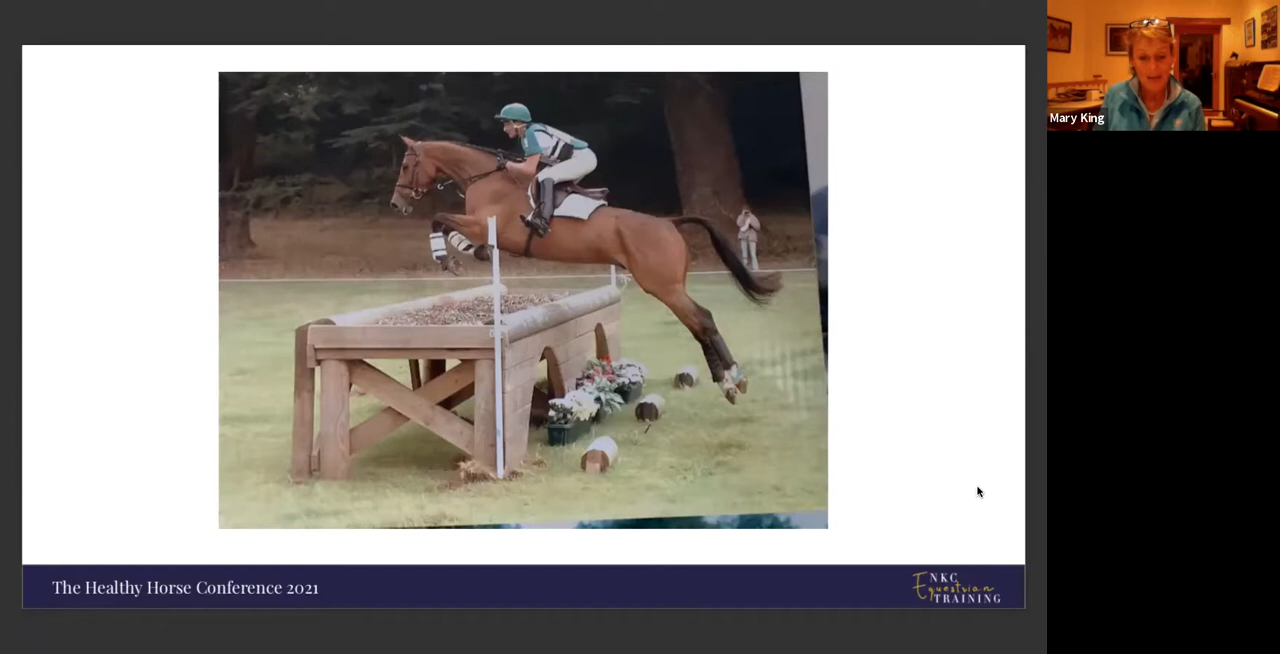 Mary King
The Healthy Horse Conference 2021
NKC
Equestrian
TRAINING